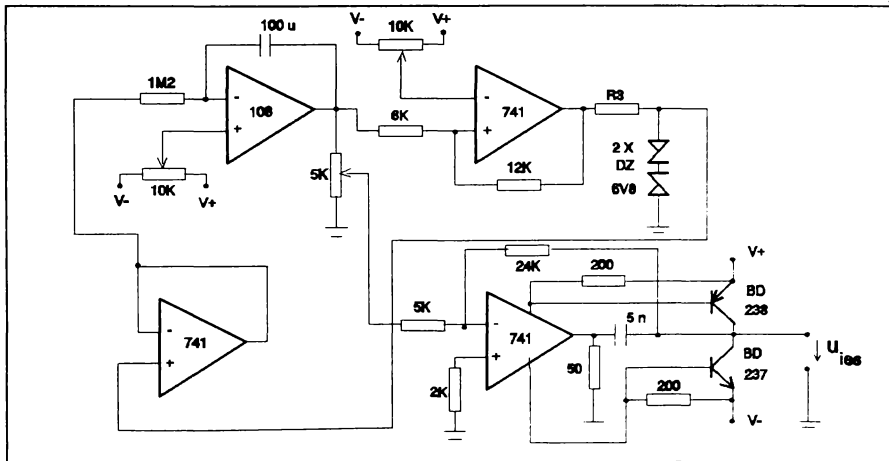 100 u
V- 10K V+
1M2
-
108
+
-
741
+
R3
6K
2 X
DZ
6V8
12K
V- 10K V+
5K
24K
200
V+
BD
238
5K
-
741
+
5 n
-
741
+
BD
237
u ies
50
2K
200
V-